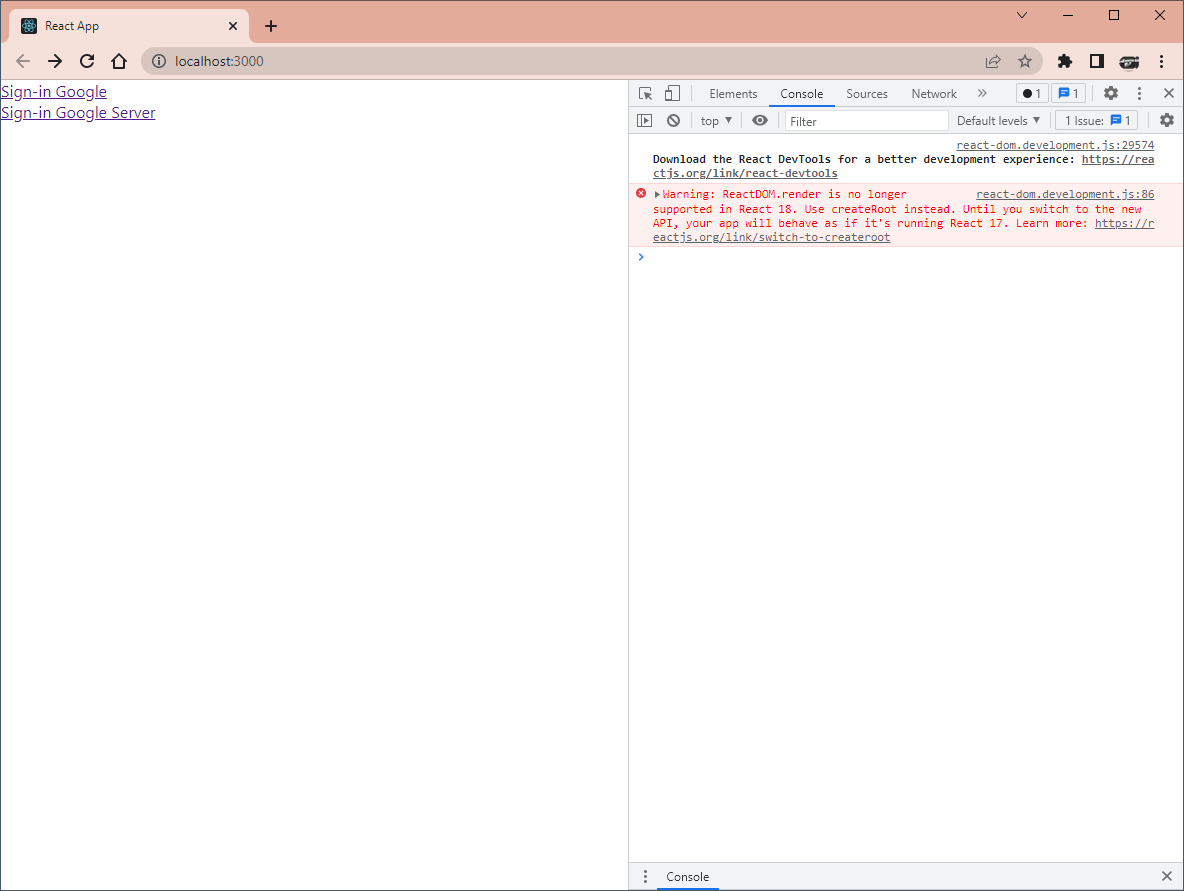 React App
localhost:3000
Sign-in Google
Sign-in Google Server
Elements Console Sources Network 1 1
top Filter Default levels 1 Issue: 1
react-dom.development.js:29574
Download the React DevTools for a better development experience: https://rea
ctjs.org/link/react-devtools
Warning: ReactDOM.render is no longer react-dom.development.js:86
supported in React 18. Use createRoot instead. Until you switch to the new
API, your app will behave as if it's running React 17. Learn more: https://r
eactjs.org/link/switch-to-createroot
Console